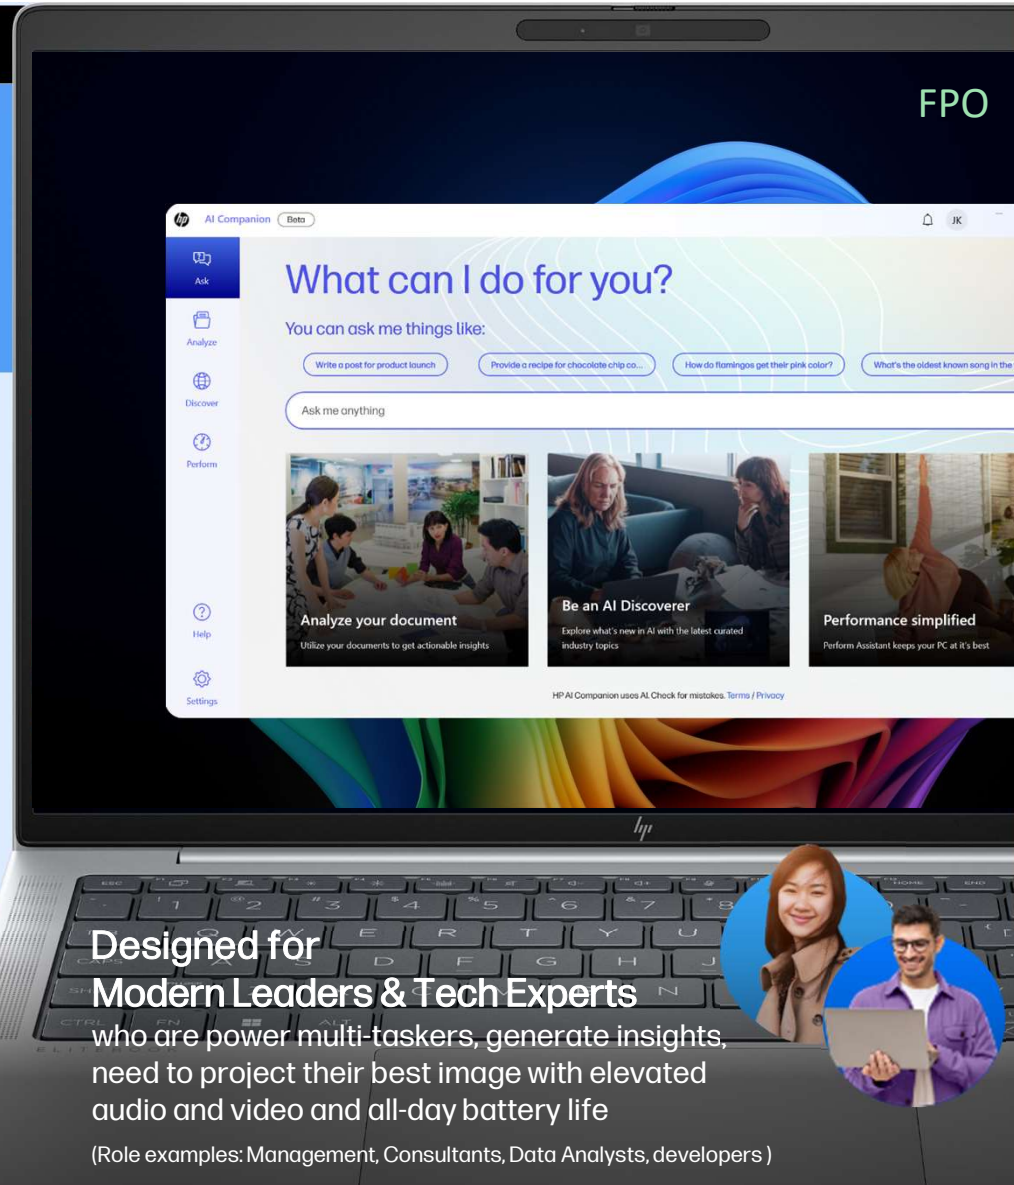 FPO
hp AI Companion Beta JK
Ask
Analyze
Discover
Perform
Help
Settings
What can I do for you?
You can ask me things like:
Write a post for product launch Provide a recipe for chocolate chip co... How do flamingos get their pink color? What's the oldest known song in the
Ask me anything
Analyze your document
Utilize your documents to get actionable insights
Be an AI Discoverer
Explore what's new in AI with the latest curated
industry topics
Performance simplified
Perform Assistant keeps your PC at it's best
HP AI Companion uses AI. Check for mistakes. Terms / Privacy
hp
Designed for
Modern Leaders & Tech Experts
who are power multi-taskers, generate insights,
need to project their best image with elevated
audio and video and all-day battery life
(Role examples: Management, Consultants, Data Analysts, developers )